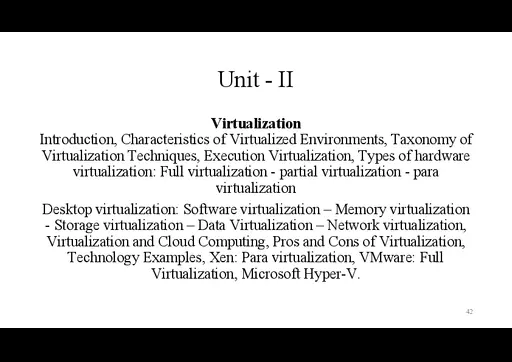 Unit - II
Virtualization
Introduction, Characteristics of Virtualized Environments, Taxonomy of
Virtualization Techniques, Execution Virtualization, Types of hardware
virtualization: Full virtualization - partial virtualization - para
virtualization
Desktop virtualization: Software virtualization – Memory virtualization
- Storage virtualization – Data Virtualization – Network virtualization,
Virtualization and Cloud Computing, Pros and Cons of Virtualization,
Technology Examples, Xen: Para virtualization, VMware: Full
Virtualization, Microsoft Hyper-V.
42